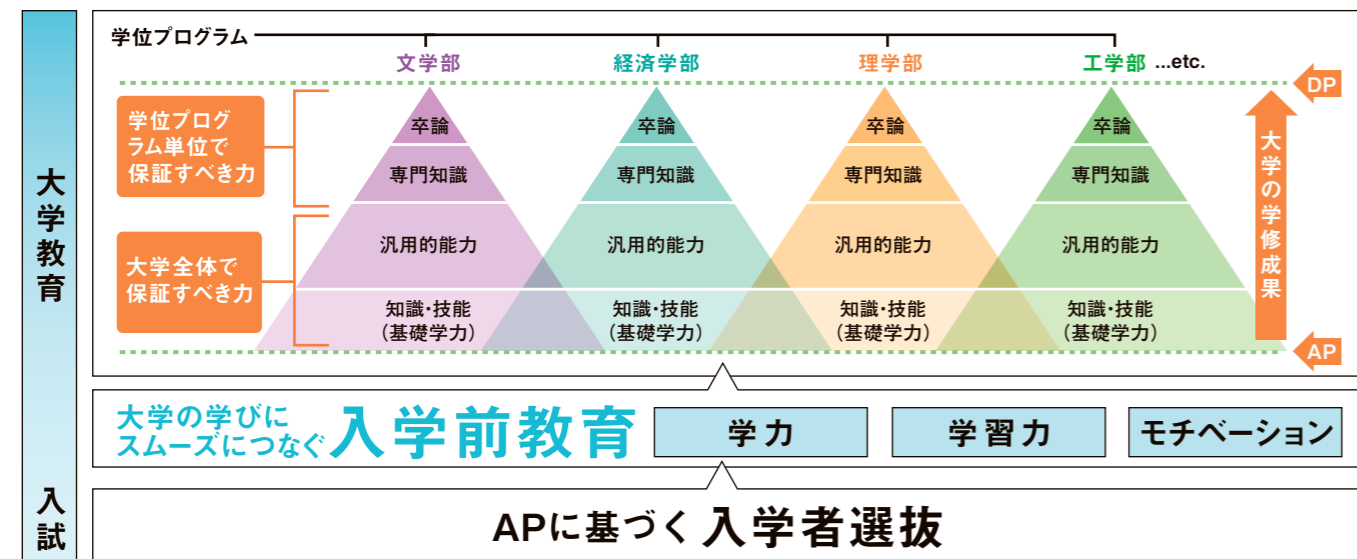 大学教育
入試
学位プログラム
文学部
経済学部
理学部
工学部 ...etc.
DP
学位プログ
ラム単位で
保証すべき力
卒論
卒論
卒論
卒論
専門知識
専門知識
専門知識
専門知識
大学の学修成果
大学全体で
保証すべき力
汎用的能力
汎用的能力
汎用的能力
汎用的能力
知識・技能
(基礎学力)
知識・技能
(基礎学力)
知識・技能
(基礎学力)
知識・技能
(基礎学力)
AP
大学の学びに
スムーズにつなぐ
入学前教育
学力
学習力
モチベーション
APに基づく入学者選抜